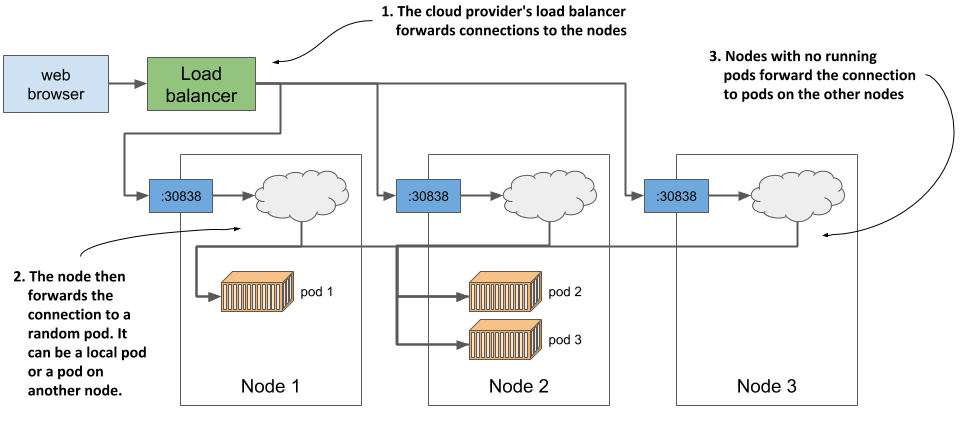 1. The cloud provider's load balancer
forwards connections to the nodes
3. Nodes with no running
pods forward the connection
to pods on the other nodes
web
browser
Load
balancer
:30838
:30838
:30838
2. The node then
forwards the
connection to a
random pod. It
can be a local pod
or a pod on
another node.
pod 1
pod 2
pod 3
Node 1
Node 2
Node 3